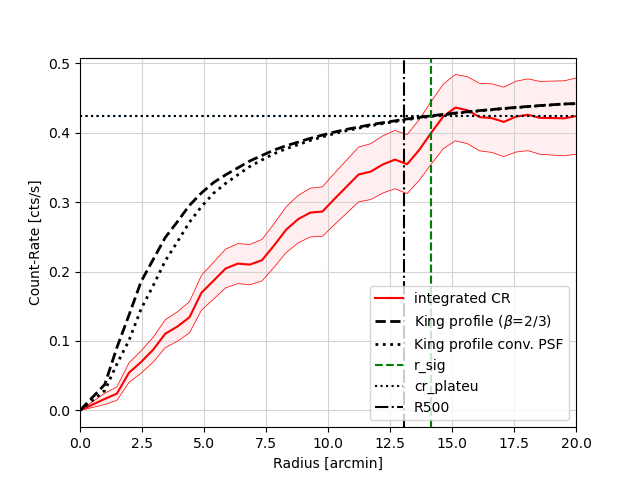 0.5
0.4
0.3
0.2
0.1
0.0
Count-Rate [cts/s]
integrated CR
King profile (β=2/3)
King profile conv. PSF
r_sig
cr_plateu
R500
0.0 2.5 5.0 7.5 10.0 12.5 15.0 17.5 20.0
Radius [arcmin]